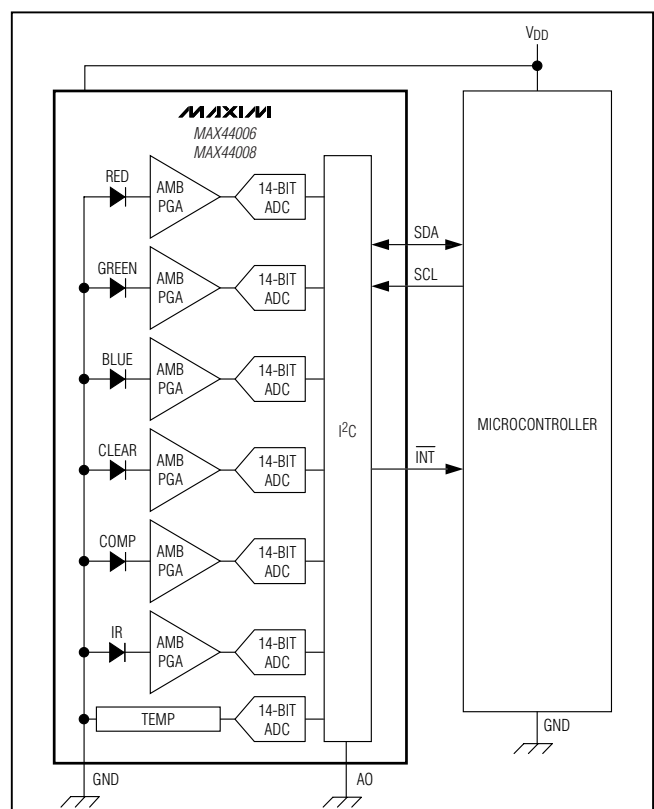 VDD
MAXIM
MAX44006
MAX44008
RED
AMB
PGA
14-BIT
ADC
SDA
GREEN
AMB
PGA
14-BIT
ADC
SCL
BLUE
AMB
PGA
14-BIT
ADC
I²C
MICROCONTROLLER
CLEAR
AMB
PGA
14-BIT
ADC
INT
COMP
AMB
PGA
14-BIT
ADC
IR
AMB
PGA
14-BIT
ADC
TEMP
14-BIT
ADC
GND
A0
GND